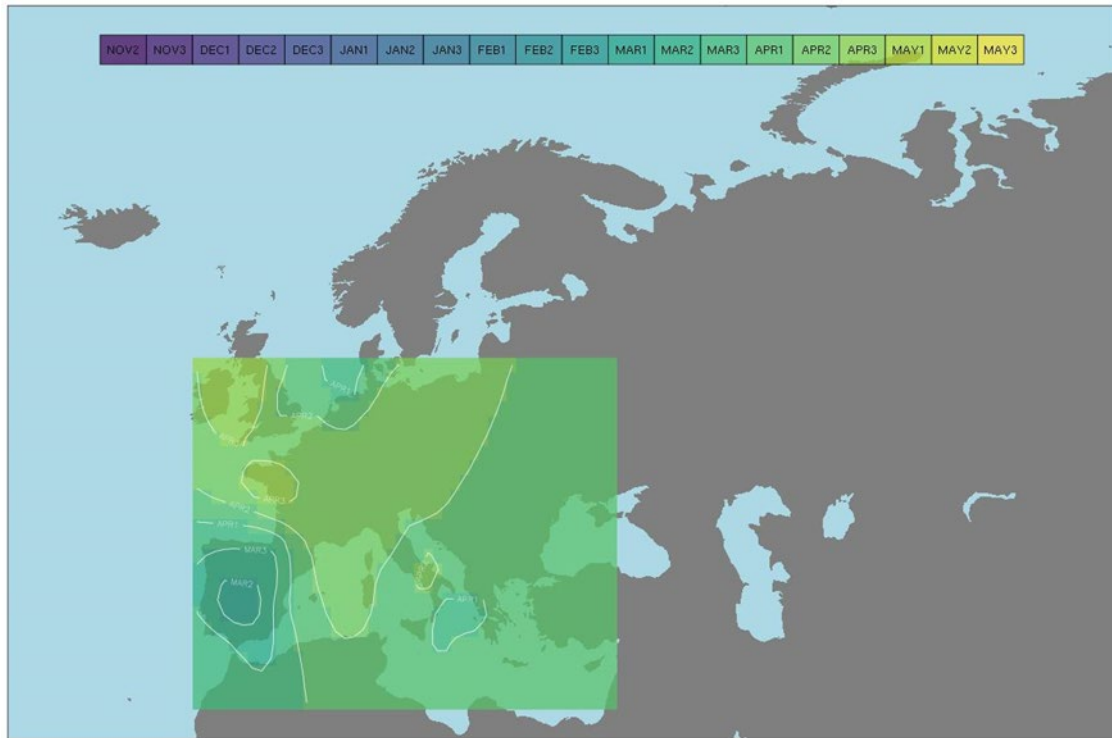 NOV2 NOV3 DEC1 DEC2 DEC3 JAN1 JAN2 JAN3 FEB1 FEB2 FEB3 MAR1 MAR2 MAR3 APR1 APR2 APR3 MAY1 MAY2 MAY3
APR1
APR2
APR3
APR2
APR1
MAR3
MAR2
APR1